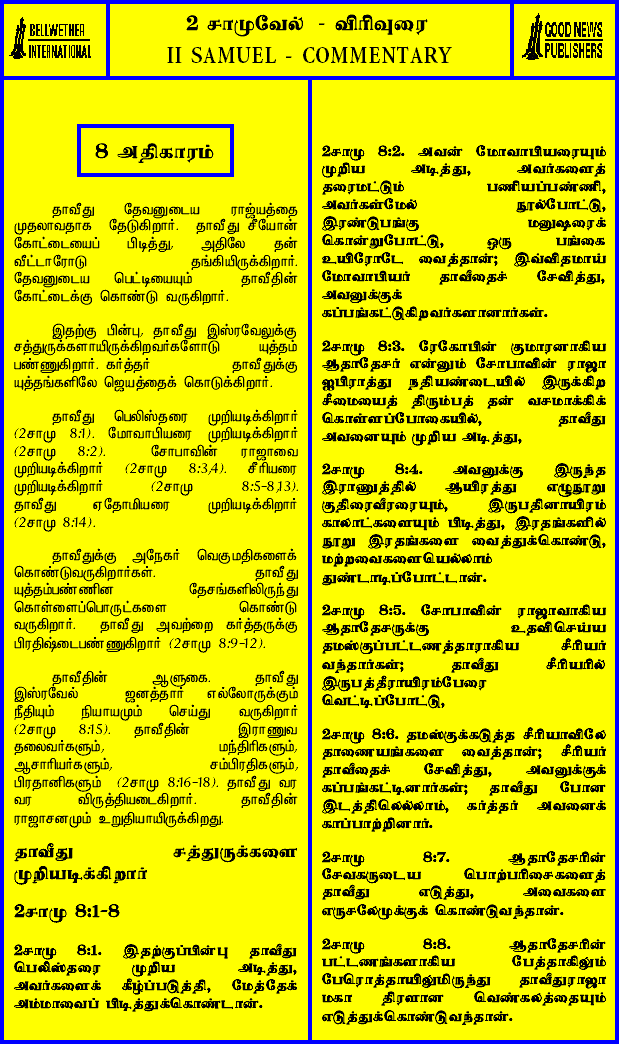 BELLWETHER
INTERNATIONAL
2 சாமுவேல் - விரிவுரை
II SAMUEL - COMMENTARY
GOOD NEWS
PUBLISHERS
8 அதிகாரம்
தாவீது தேவனுடைய ராஜ்யத்தை
முதலாவதாக தேடுகிறார். தாவீது சீயோன்
கோட்டையைப் பிடித்து, அதிலே தன்
வீட்டாரோடு தங்கியிருக்கிறார்.
தேவனுடைய பெட்டியையும் தாவீதின்
கோட்டைக்கு கொண்டு வருகிறார்.
இதற்கு பின்பு, தாவீது இஸ்ரவேலுக்கு
சத்துருக்களாயிருக்கிறவர்களோடு யுத்தம்
பண்ணுகிறார். கர்த்தர் தாவீதுக்கு
யுத்தங்களிலே ஜெயத்தைக் கொடுக்கிறார்.
தாவீது பெலிஸ்தரை முறியடிக்கிறார்
(2சாமு 8:1). மோவாபியரை முறியடிக்கிறார்
(2சாமு 8:2). சோபாவின் ராஜாவை
முறியடிக்கிறார் (2சாமு 8:3,4). சீரியரை
முறியடிக்கிறார் (2சாமு 8:5-8,13).
தாவீது ஏதோமியரை முறியடிக்கிறார்
(2சாமு 8:14).
தாவீதுக்கு அநேகர் வெகுமதிகளைக்
கொண்டுவருகிறார்கள். தாவீது
யுத்தம்பண்ணின தேசங்களிலிருந்து
கொள்ளைப்பொருட்களை கொண்டு
வருகிறார். தாவீது அவற்றை கர்த்தருக்கு
பிரதிஷ்டைபண்ணுகிறார் (2சாமு 8:9-12).
தாவீதின் ஆளுகை. தாவீது
இஸ்ரவேல் ஜனத்தார் எல்லோருக்கும்
நீதியும் நியாயமும் செய்து வருகிறார்
(2சாமு 8:15). தாவீதின் இராணுவ
தலைவர்களும், மந்திரிகளும்,
ஆசாரியர்களும், சம்பிரதிகளும்,
பிரதானிகளும் (2சாமு 8:16-18). தாவீது வர
வர விருத்தியடைகிறார். தாவீதின்
ராஜாசனமும் உறுதியாயிருக்கிறது.
தாவீது சத்துருக்களை
முறியடிக்கிறார்
2சாமு 8:1-8
2சாமு 8:1. இதற்குப்பின்பு தாவீது
பெலிஸ்தரை முறிய அடித்து,
அவர்களைக் கீழ்ப்படுத்தி, மேத்தேக்
அம்மாவைப் பிடித்துக்கொண்டான்.
2சாமு 8:2. அவன் மோவாபியரையும்
முறிய அடித்து, அவர்களைத்
தரைமட்டும் பணியப்பண்ணி,
அவர்கள்மேல் நூல்போட்டு,
இரண்டுபங்கு மனுஷரைக்
கொன்றுபோட்டு, ஒரு பங்கை
உயிரோடே வைத்தான்; இவ்விதமாய்
மோவாபியர் தாவீதைச் சேவித்து,
அவனுக்குக்
கப்பங்கட்டுகிறவர்களானார்கள்.
2சாமு 8:3. ரேகோபின் குமாரனாகிய
ஆதாதேசர் என்னும் சோபாவின் ராஜா
ஐபிராத்து நதியண்டையில் இருக்கிற
சீமையைத் திரும்பத் தன் வசமாக்கிக்
கொள்ளப்போகையில், தாவீது
அவனையும் முறிய அடித்து,
2சாமு 8:4. அவனுக்கு இருந்த
இராணுத்தில் ஆயிரத்து எழுநூறு
குதிரைவீரரையும், இருபதினாயிரம்
காலாட்களையும் பிடித்து, இரதங்களில்
நூறு இரதங்களை வைத்துக்கொண்டு,
மற்றவைகளையெல்லாம்
துண்டாடிப்போட்டான்.
2சாமு 8:5. சோபாவின் ராஜாவாகிய
ஆதாதேசருக்கு உதவிசெய்ய
தமஸ்குப்பட்டணத்தாராகிய சீரியர்
வந்தார்கள்; தாவீது சீரியரில்
இருபத்தீராயிரம்பேரை
வெட்டிப்போட்டு,
2சாமு 8:6. தமஸ்குக்கடுத்த சீரியாவிலே
தாணையங்களை வைத்தான்; சீரியர்
தாவீதைச் சேவித்து, அவனுக்குக்
கப்பங்கட்டினார்கள்; தாவீது போன
இடத்திலெல்லாம், கர்த்தர் அவனைக்
காப்பாற்றினார்.
2சாமு 8:7. ஆதாதேசரின்
சேவகருடைய பொற்பரிசைகளைத்
தாவீது எடுத்து, அவைகளை
எருசலேமுக்குக் கொண்டுவந்தான்.
2சாமு 8:8. ஆதாதேசரின்
பட்டணங்களாகிய பேத்தாகிலும்
பேரொத்தாயிலுமிருந்து தாவீதுராஜா
மகா திரளான வெண்கலத்தையும்
எடுத்துக்கொண்டுவந்தான்.